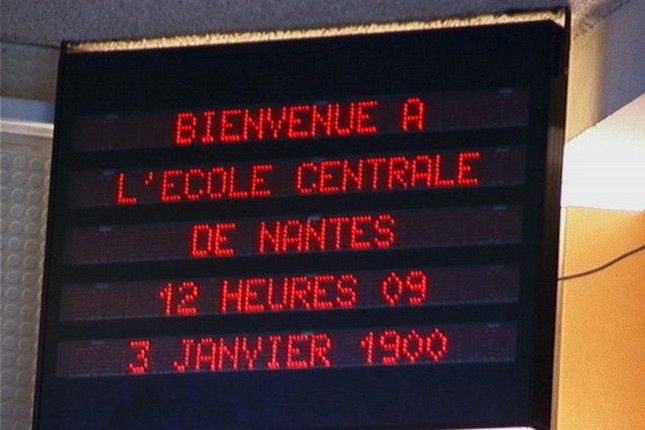 BIENVENUE A
L'ECOLE CENTRALE
DE NANTES
12 HEURES 09
3 JANVIER 1900